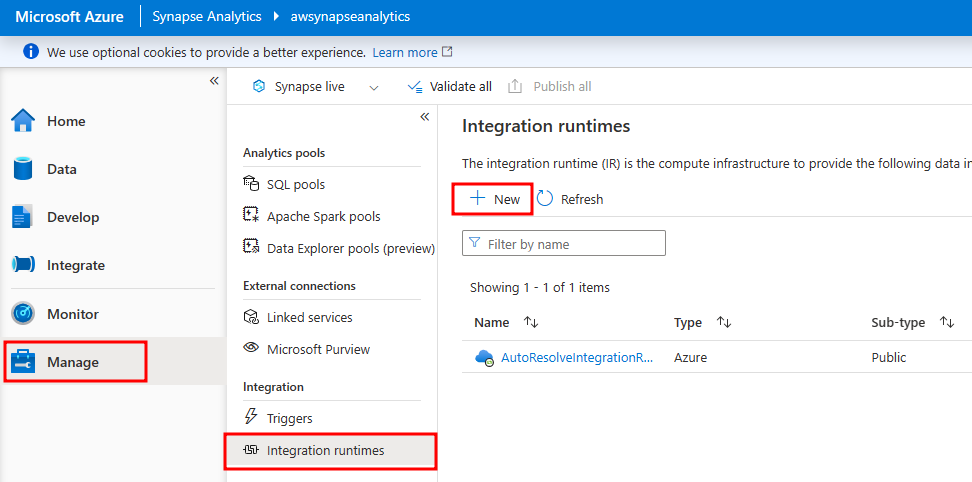 Microsoft Azure Synapse Analytics awsynapseanalytics
We use optional cookies to provide a better experience. Learn more
Home
Data
Develop
Integrate
Monitor
Manage
Synapse live Validate all Publish all
Analytics pools
SQL pools
Apache Spark pools
Data Explorer pools (preview)
External connections
Linked services
Microsoft Purview
Integration
Triggers
Integration runtimes
Integration runtimes
The integration runtime (IR) is the compute infrastructure to provide the following data in
New Refresh
Filter by name
Showing 1 - 1 of 1 items
Name Type Sub-type
AutoResolveIntegrationR... Azure Public